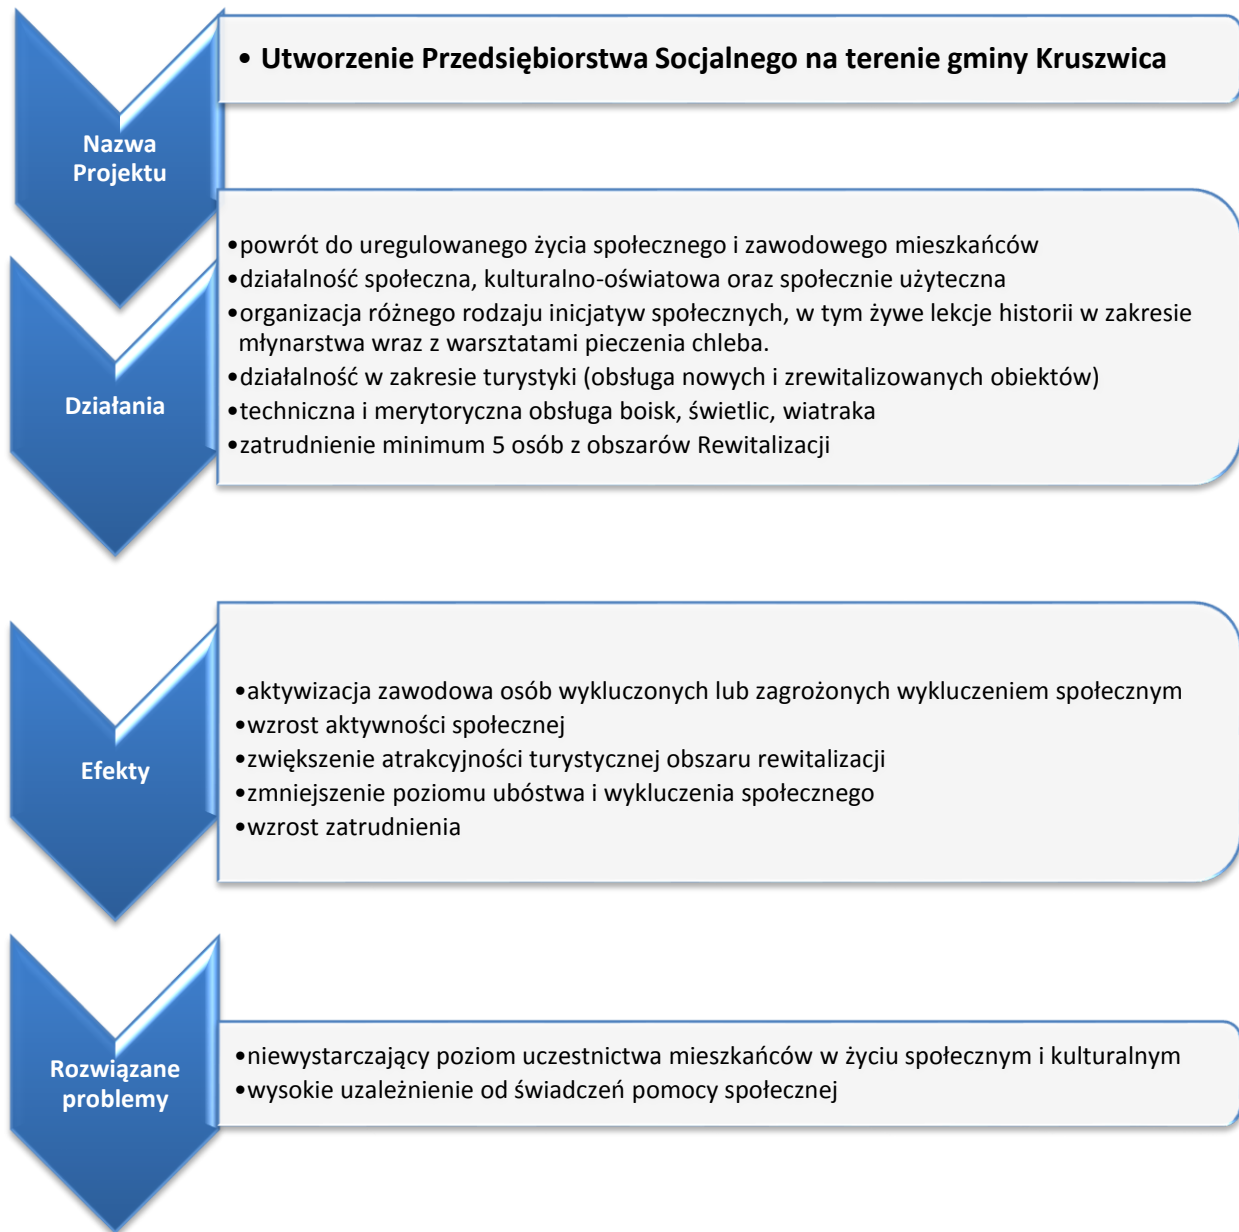 • Utworzenie Przedsiębiorstwa Socjalnego na terenie gminy Kruszwica
Nazwa
Projektu
•powrót do uregulowanego życia społecznego i zawodowego mieszkańców
•działalność społeczna, kulturalno-oświatowa oraz społecznie użyteczna
•organizacja różnego rodzaju inicjatyw społecznych, w tym żywe lekcje historii w zakresie
młynarstwa wraz z warsztatami pieczenia chleba.
•działalność w zakresie turystyki (obsługa nowych i zrewitalizowanych obiektów)
•techniczna i merytoryczna obsługa boisk, świetlic, wiatraka
•zatrudnienie minimum 5 osób z obszarów Rewitalizacji
Działania
•aktywizacja zawodowa osób wykluczonych lub zagrożonych wykluczeniem społecznym
•wzrost aktywności społecznej
•zwiększenie atrakcyjności turystycznej obszaru rewitalizacji
•zmniejszenie poziomu ubóstwa i wykluczenia społecznego
•wzrost zatrudnienia
Efekty
•niewystarczający poziom uczestnictwa mieszkańców w życiu społecznym i kulturalnym
•wysokie uzależnienie od świadczeń pomocy społecznej
Rozwiązane
problemy